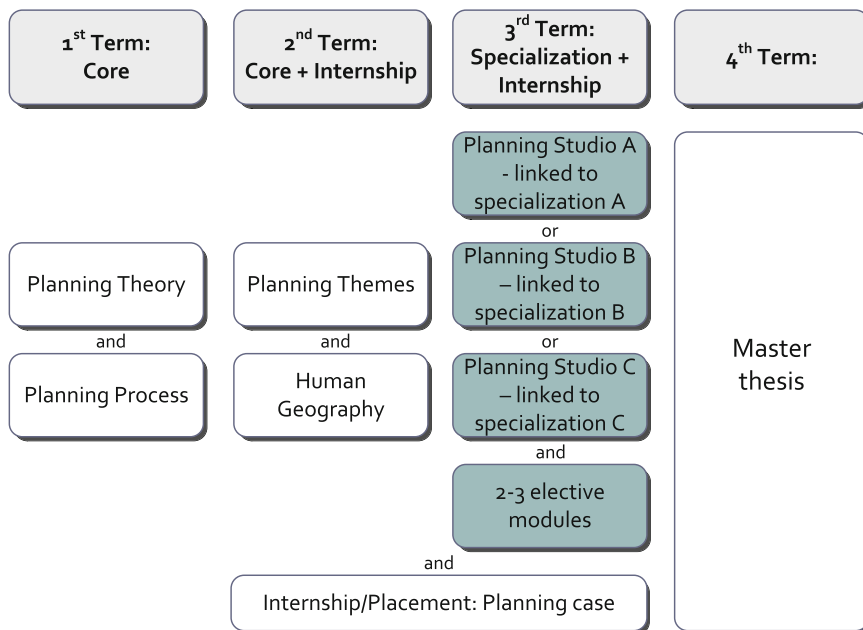 1st Term:
Core
2nd Term:
Core + Internship
3rd Term:
Specialization +
Internship
4th Term:
Planning Studio A
- linked to
specialization A
or
Planning Theory
Planning Themes
Planning Studio B
– linked to
specialization B
and
and
or
Planning Process
Human
Geography
Planning Studio C
– linked to
specialization C
and
2-3 elective
modules
and
Internship/Placement: Planning case
Master
thesis